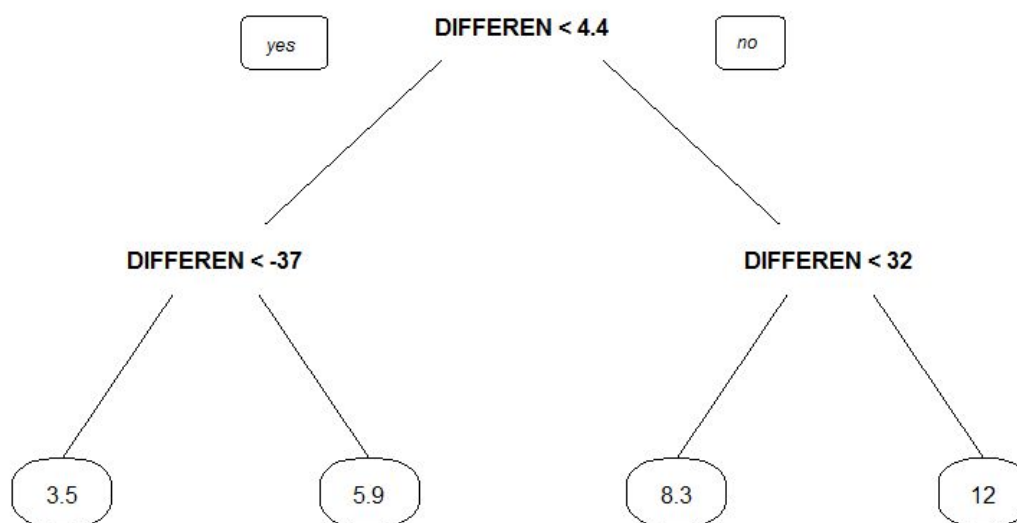 DIFFEREN < 4.4
yes
no
DIFFEREN < -37
DIFFEREN < 32
3.5
5.9
8.3
12